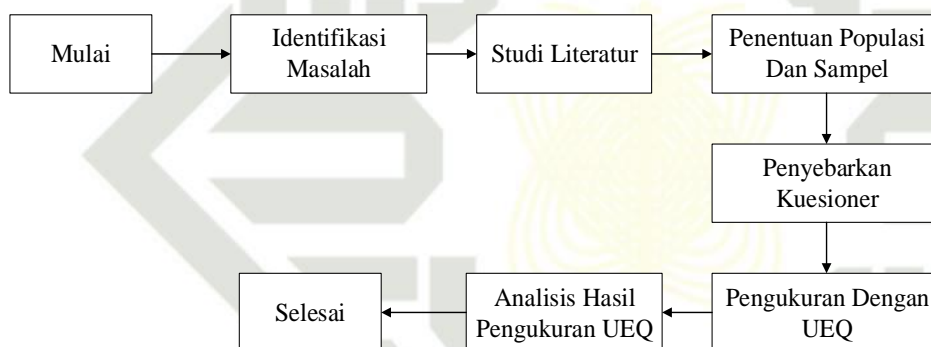 Mulai
Identifikasi
Masalah
Studi Literatur
Penentuan Populasi
Dan Sampel
Penyebarkan
Kuesioner
Pengukuran Dengan
UEQ
Analisis Hasil
Pengukuran UEQ
Selesai